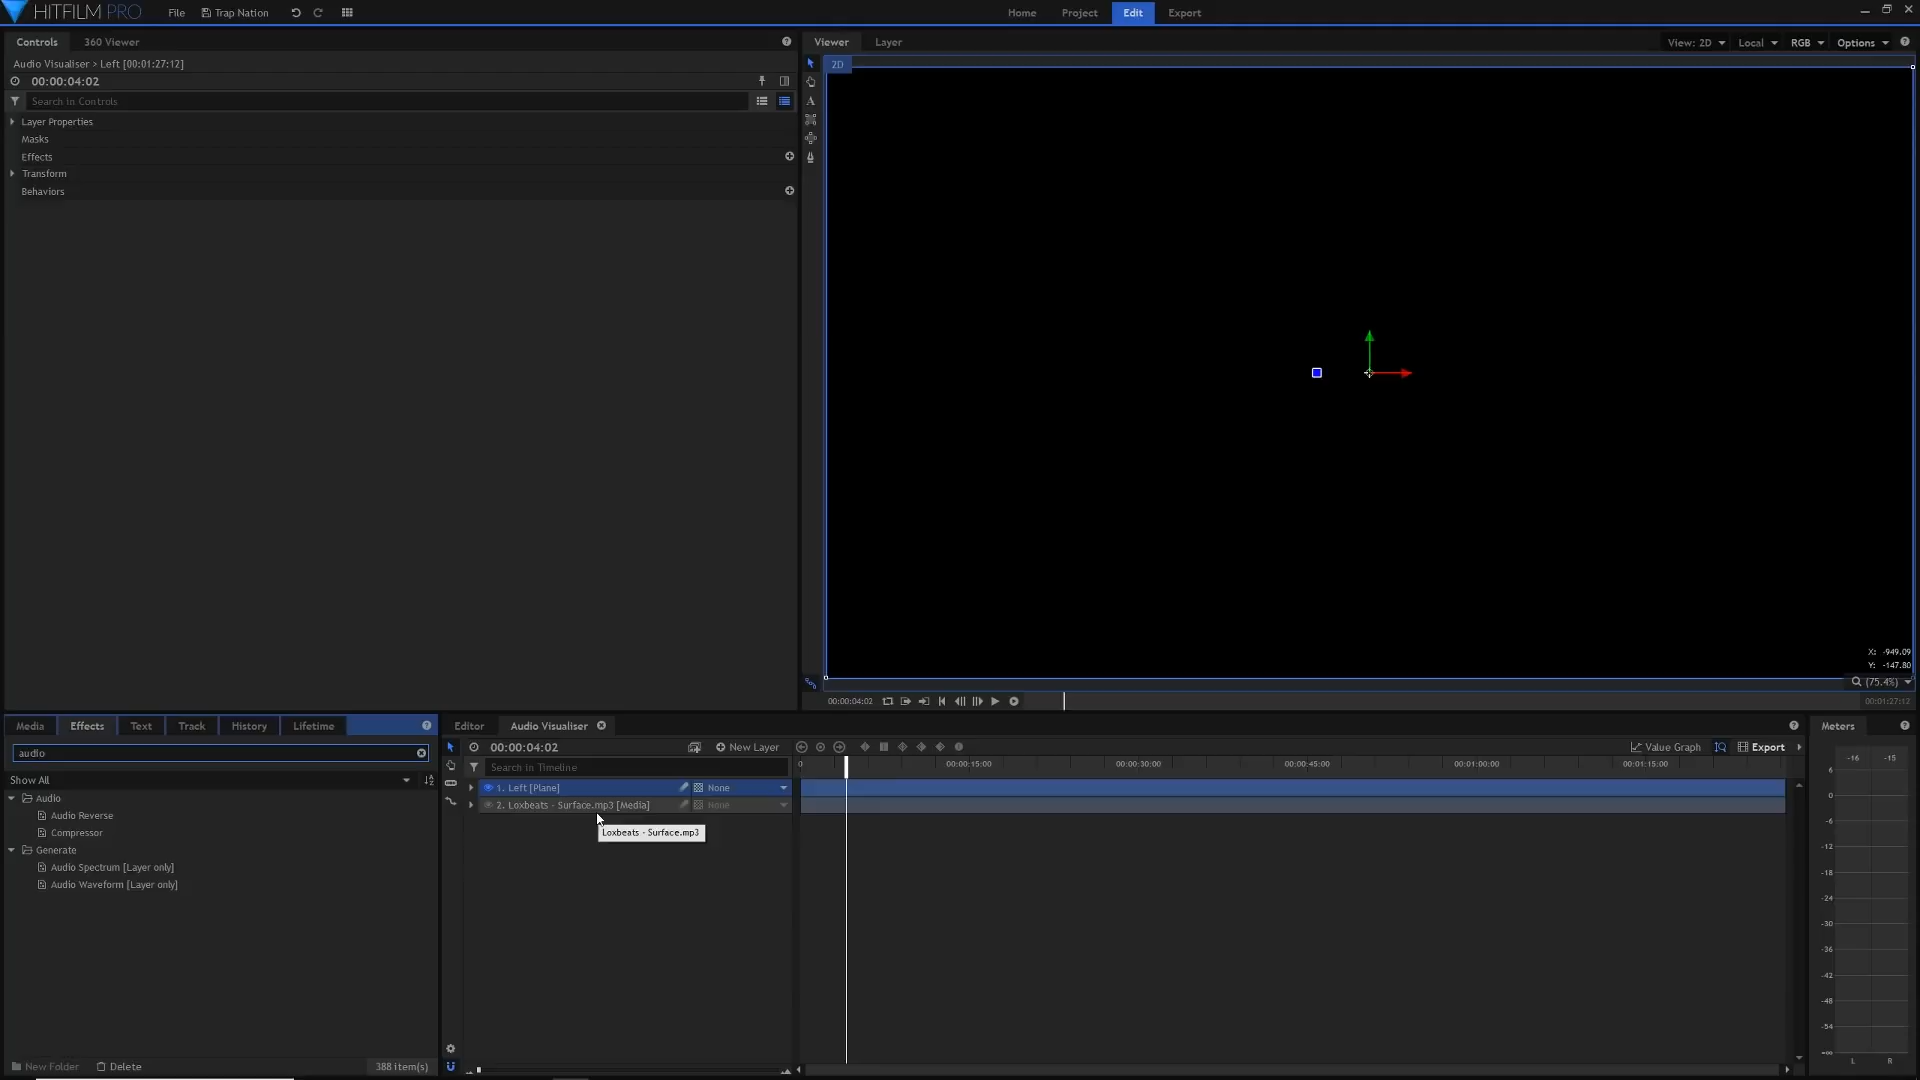 HITFILM PRO File Trap Nation Home Project Edit Export
Controls 360 Viewer
Audio Visualiser > Left [00:01:27:12]
00:00:04:02
Search in Controls
Layer Properties
Masks
Effects
Transform
Behaviors
Viewer Layer View: 2D Local RGB Options
2D
X: -949.09
Y: -147.80
(75.4%)
00:00:04:02 00:01:27:12
Media Effects Text Track History Lifetime
audio
Show All
Audio
Audio Reverse
Compressor
Generate
Audio Spectrum [Layer only]
Audio Waveform [Layer only]
New Folder Delete 388 item(s)
Editor Audio Visualiser
00:00:04:02 New Layer Value Graph Export
Search in Timeline
0 00:00:15:00 00:00:30:00 00:00:45:00 00:01:00:00 00:01:15:00
1. Left [Plane] None
2. Loxbeats - Surface.mp3 [Media] None
Loxbeats - Surface.mp3
Meters
-16 -15
6
0
-6
-12
-18
-24
-30
-36
-42
-48
-54
-∞
L R